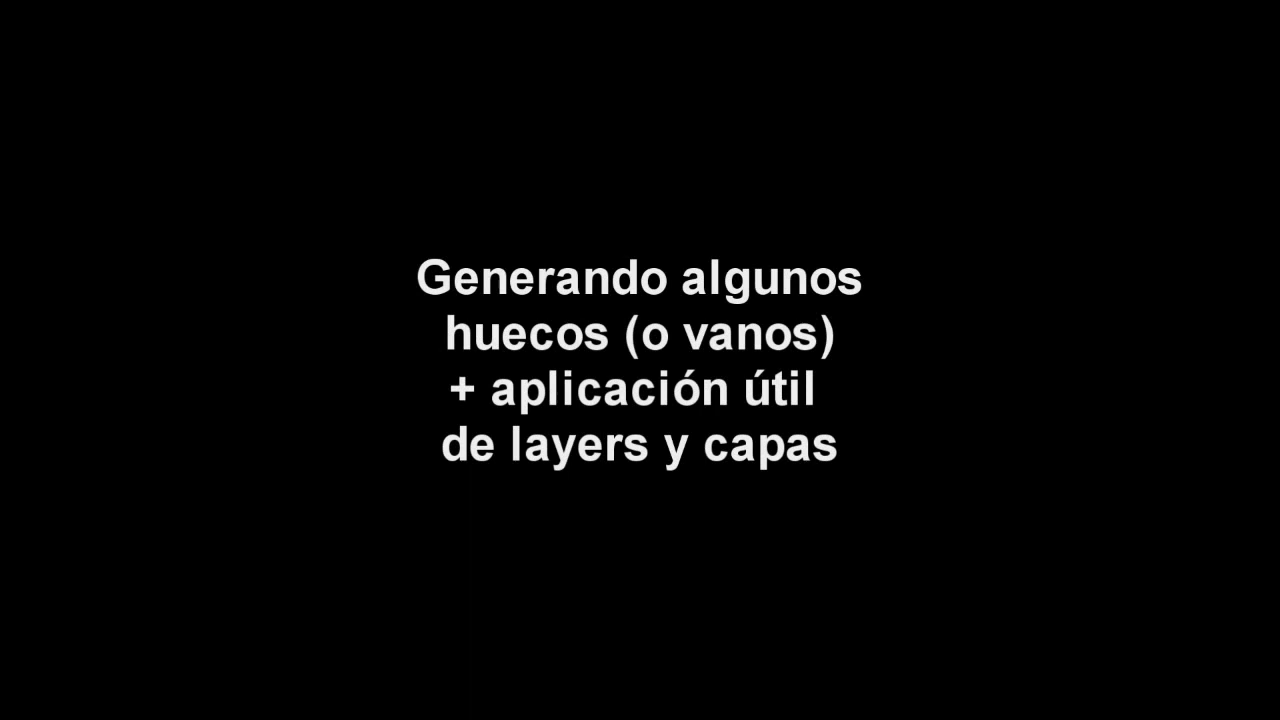 Generando algunos
huecos (o vanos)
+ aplicación útil
de layers y capas